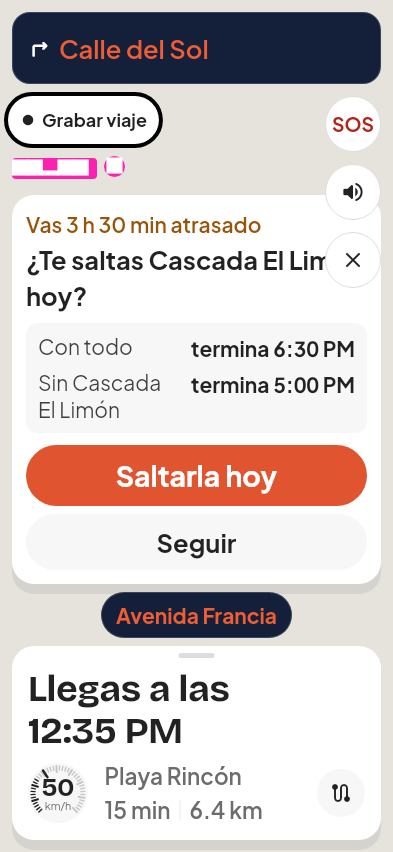 Calle del Sol
Grabar viaje
SOS
Vas 3 h 30 min atrasado
¿Te saltas Cascada El
hoy?
Con todo termina 6:30 PM
Sin Cascada termina 5:00 PM
El Limón
Saltarla hoy
Seguir
Avenida Francia
Llegas a las
12:35 PM
50
km/h
Playa Rincón
15 min 6.4 km